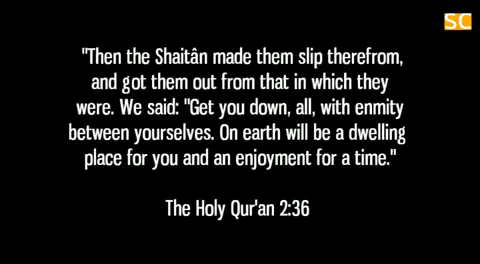 SC
"Then the Shaitân made them slip therefrom,
and got them out from that in which they
were. We said: "Get you down, all, with enmity
between yourselves. On earth will be a dwelling
place for you and an enjoyment for a time."
The Holy Qur'an 2:36